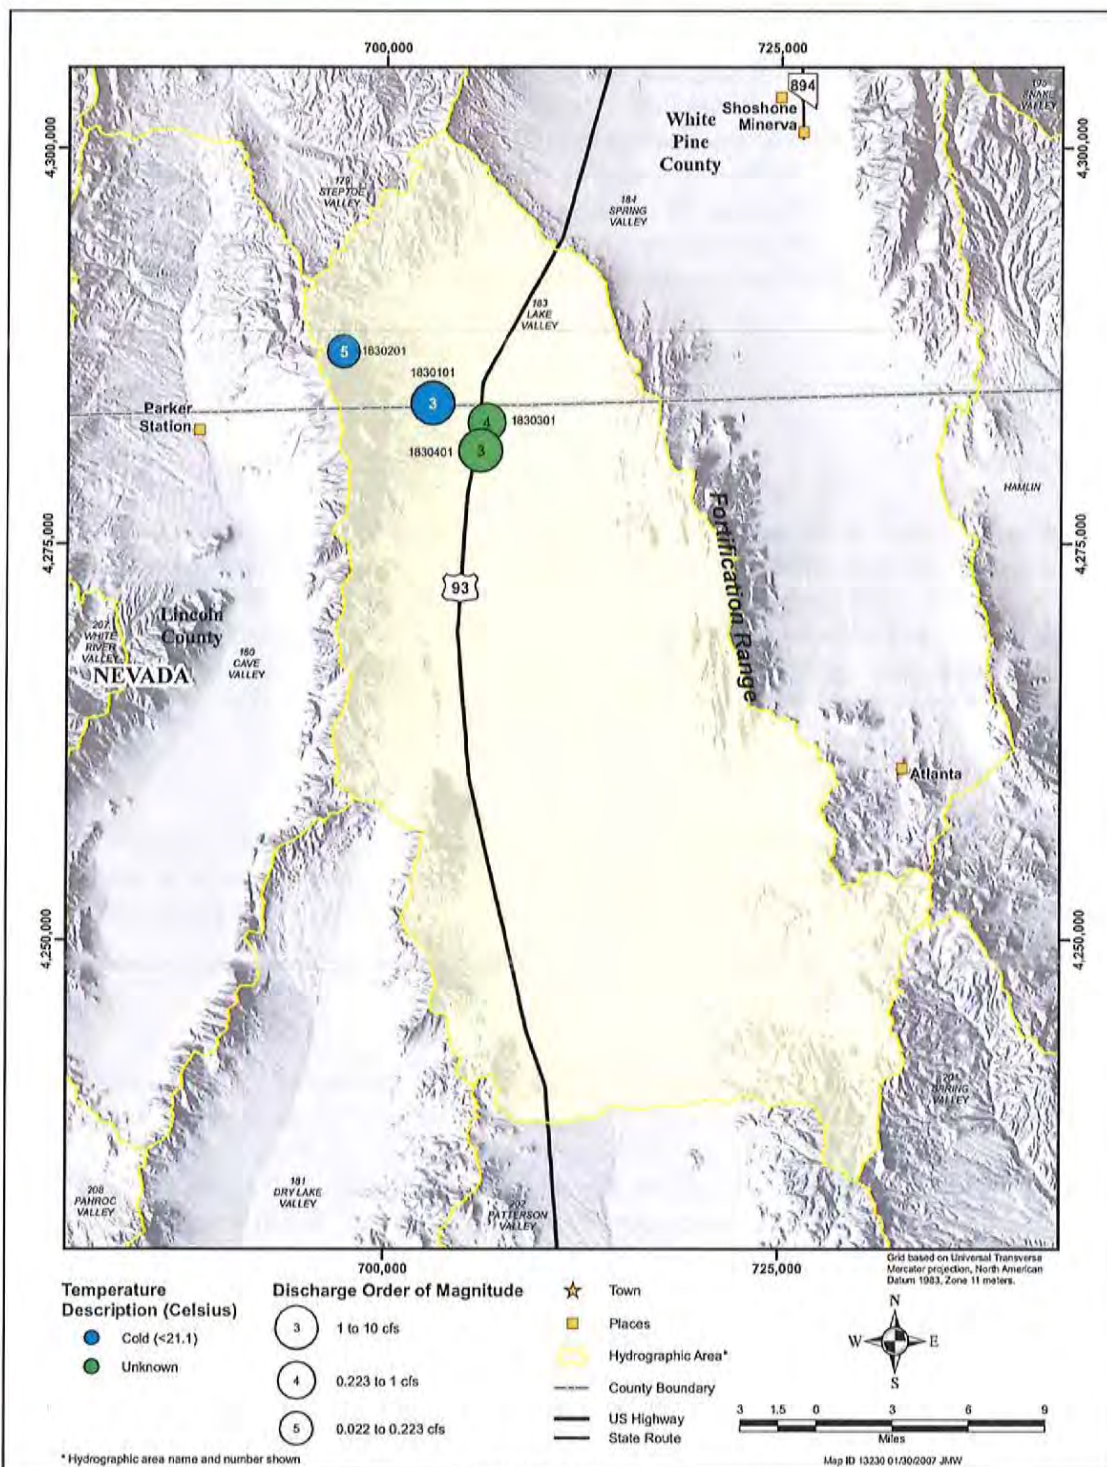 700,000
725,000
894
Shoshone
Minerva
195
SNAKE
VALLEY
White
Pine
County
4,300,000
4,300,000
179
STEPTOE
VALLEY
184
SPRING
VALLEY
183
LAKE
VALLEY
5
1830201
1830101
3
Parker
Station
4
1830301
1830401
3
HAMLIN
Fortification Range
4,275,000
4,275,000
93
Lincoln
County
207
WHITE
RIVER
VALLEY
180
CAVE
VALLEY
NEVADA
Atlanta
4,250,000
4,250,000
201
SPRING
VALLEY
208
PAHROC
VALLEY
181
DRY LAKE
VALLEY
202
PATTERSON
VALLEY
700,000
725,000
Grid based on Universal Transverse
Mercator projection, North American
Datum 1983, Zone 11 meters.
Temperature
Description (Celsius)
Cold (<21.1)
Unknown
Discharge Order of Magnitude
3
1 to 10 cfs
4
0.223 to 1 cfs
5
0.022 to 0.223 cfs
Town
Places
Hydrographic Area*
County Boundary
US Highway
State Route
N
W
E
S
3 1.5 0 3 6 9
Miles
* Hydrographic area name and number shown
Map ID 13230 01/30/2007 JMW